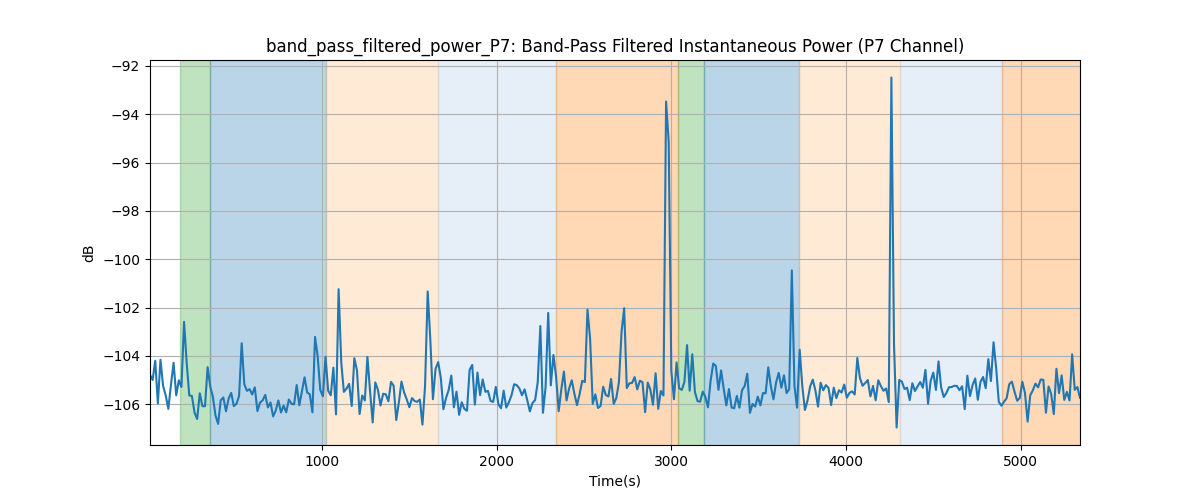 band_pass_filtered_power_P7: Band-Pass Filtered Instantaneous Power (P7 Channel)
−92
−94
−96
−98
−100
−102
−104
−106
dB
1000 2000 3000 4000 5000
Time(s)